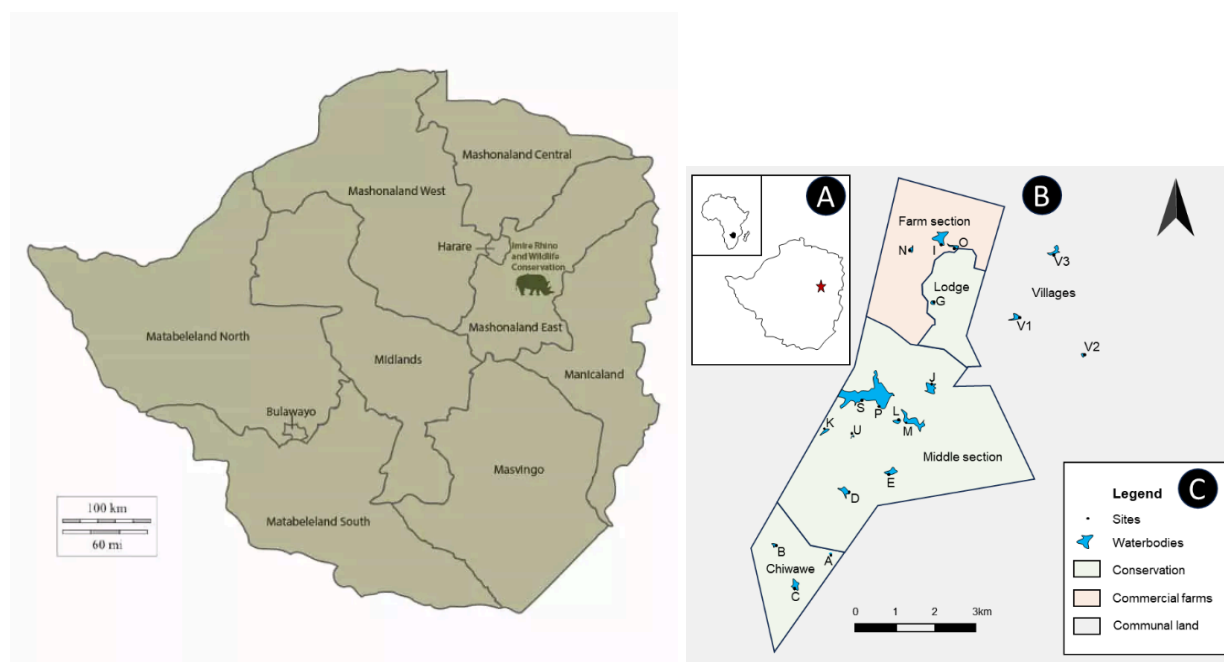 Mashonaland Central
Mashonaland West
Harare
Imire Rhino
and Wildlife
Conservation
Mashonaland East
Matabeleland North
Midlands
Manicaland
Bulawayo
Masvingo
Matabeleland South
100 km
60 mi
A
B
Farm section
N
I
O
V3
Lodge
G
Villages
V1
V2
J
S
P
L
K
U
M
Middle section
E
D
B
A
Chiwawe
C
0 1 2 3km
C
Legend
Sites
Waterbodies
Conservation
Commercial farms
Communal land